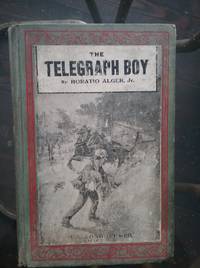 THE
TELEGRAPH BOY
By HORATIO ALGER, Jr.